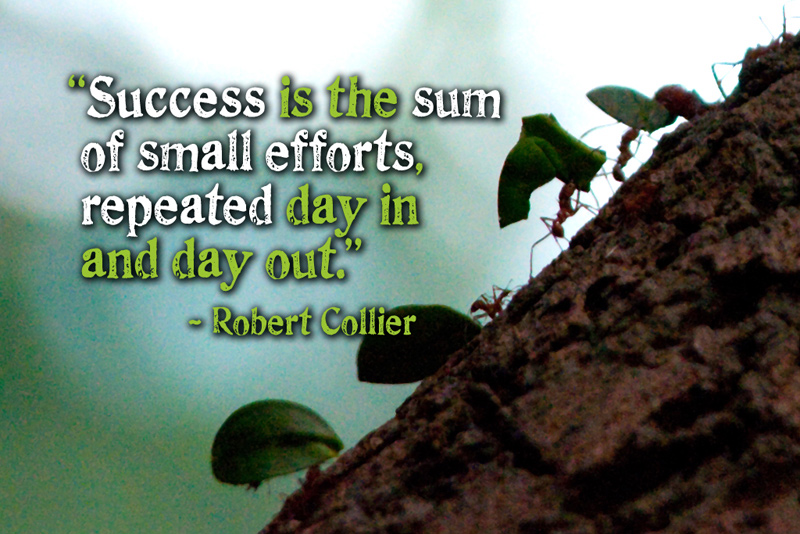 “Success is the sum
of small efforts,
repeated day in
and day out.”
~ Robert Collier